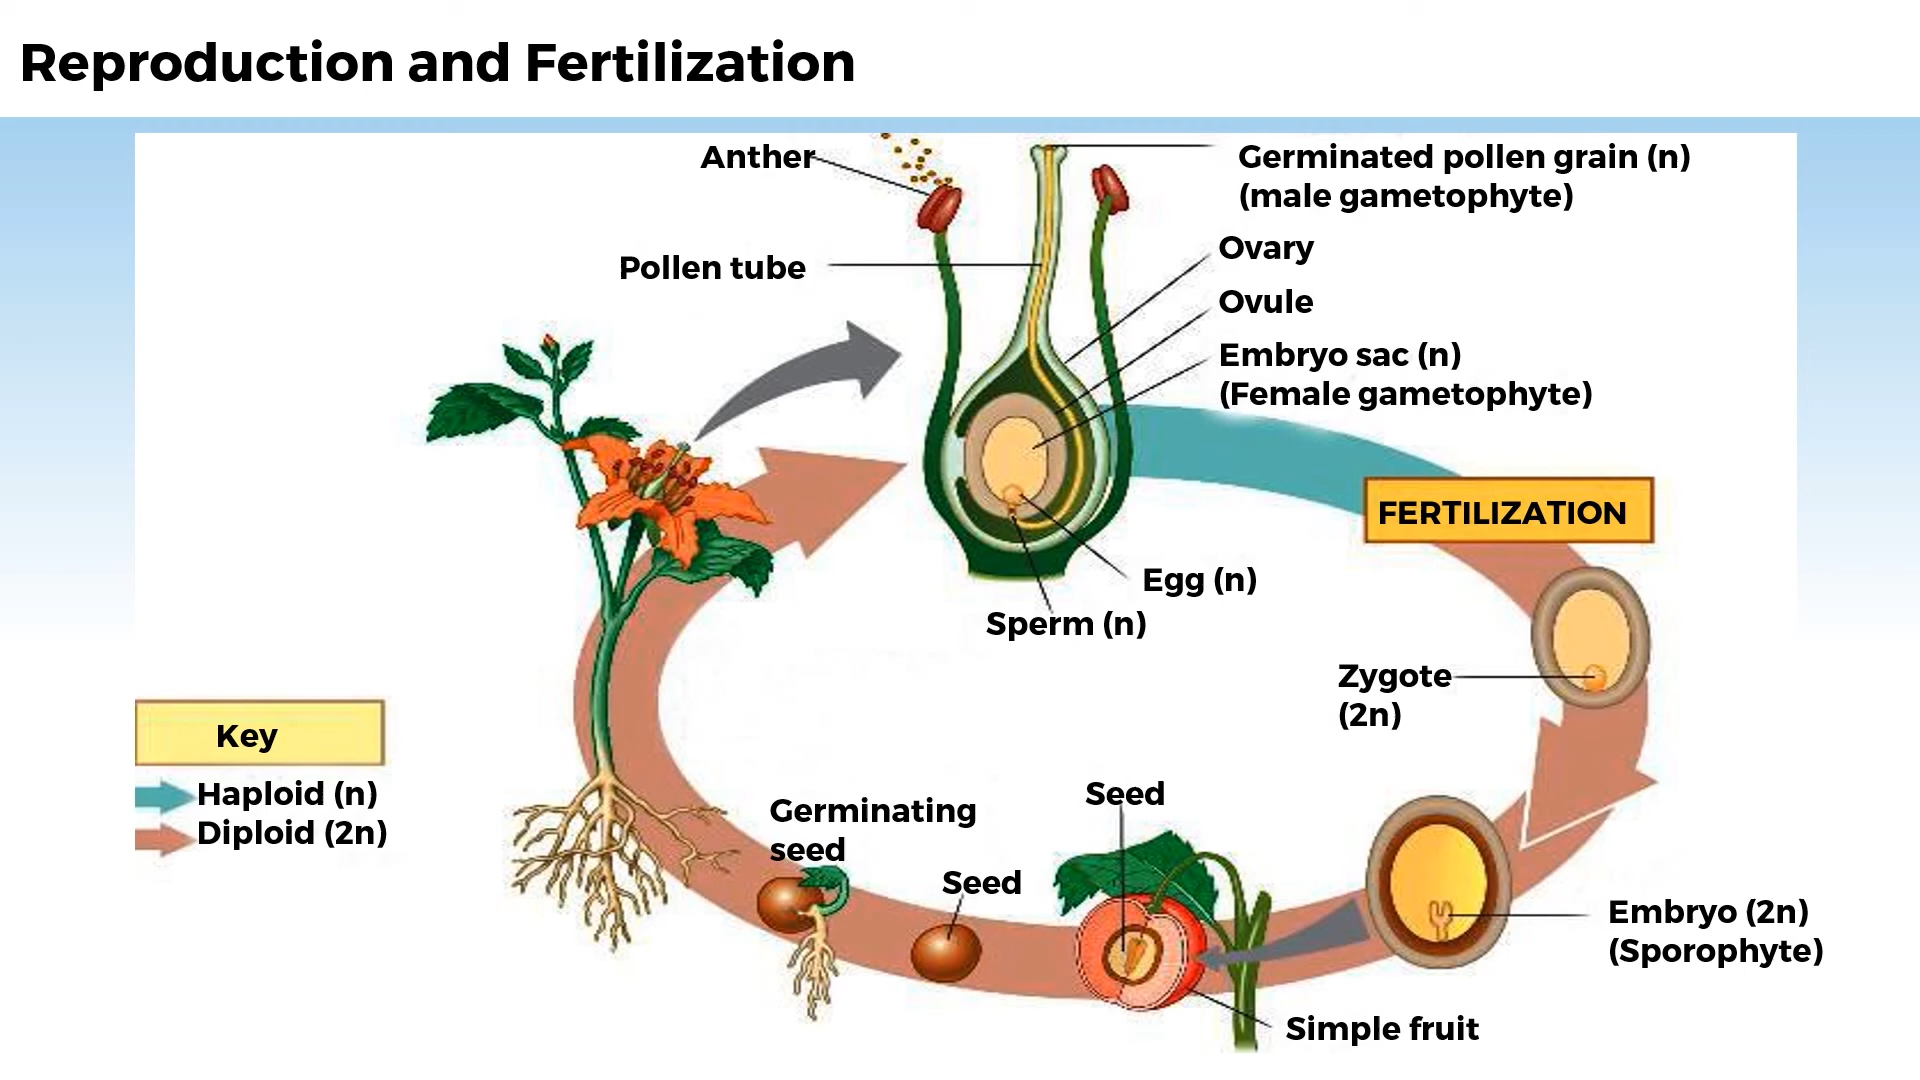 Reproduction and Fertilization
Anther
Germinated pollen grain (n)
(male gametophyte)
Pollen tube
Ovary
Ovule
Embryo sac (n)
(Female gametophyte)
FERTILIZATION
Egg (n)
Sperm (n)
Zygote
(2n)
Key
Haploid (n)
Diploid (2n)
Germinating
seed
Seed
Seed
Embryo (2n)
(Sporophyte)
Simple fruit